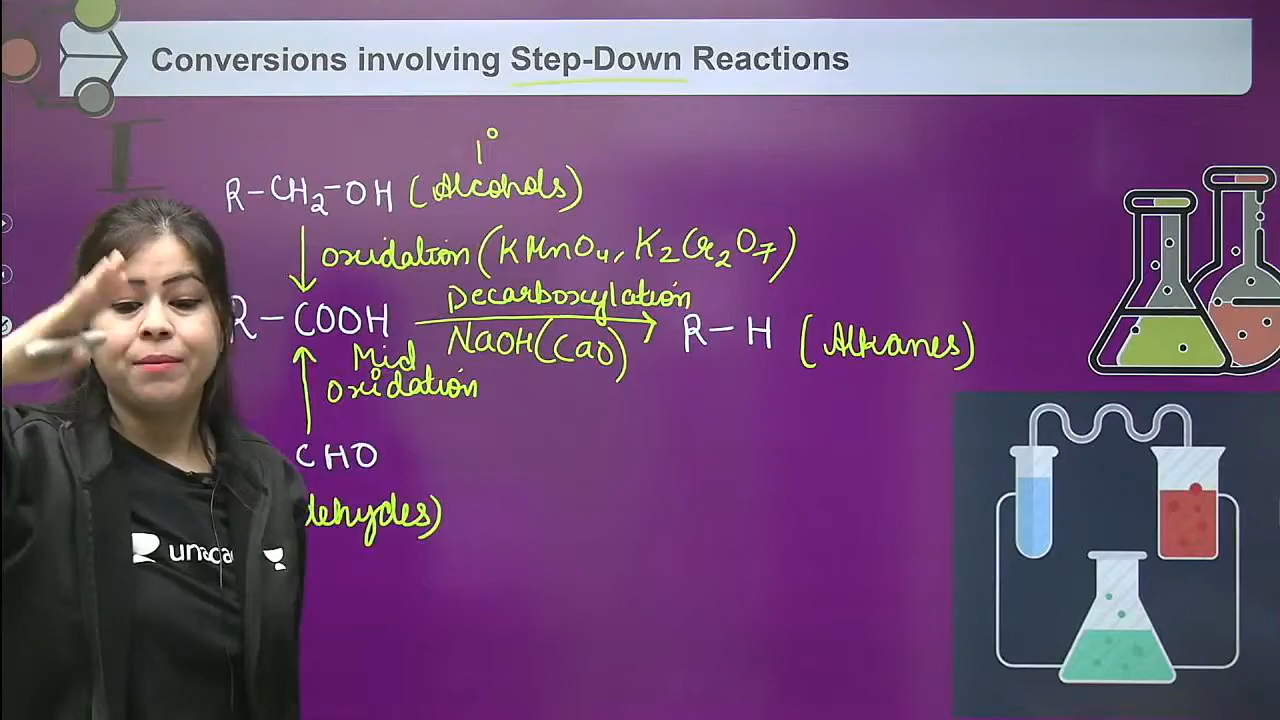 Conversions involving Step-Down Reactions
I
1°
R-CH₂-OH (Alcohols)
oxidation (KMnO₄, K₂Cr₂O₇)
Decarboxylation
R-COOH → R-H (Alkanes)
NaOH(CaO)
Mid
oxidation
CHO
dehydes)